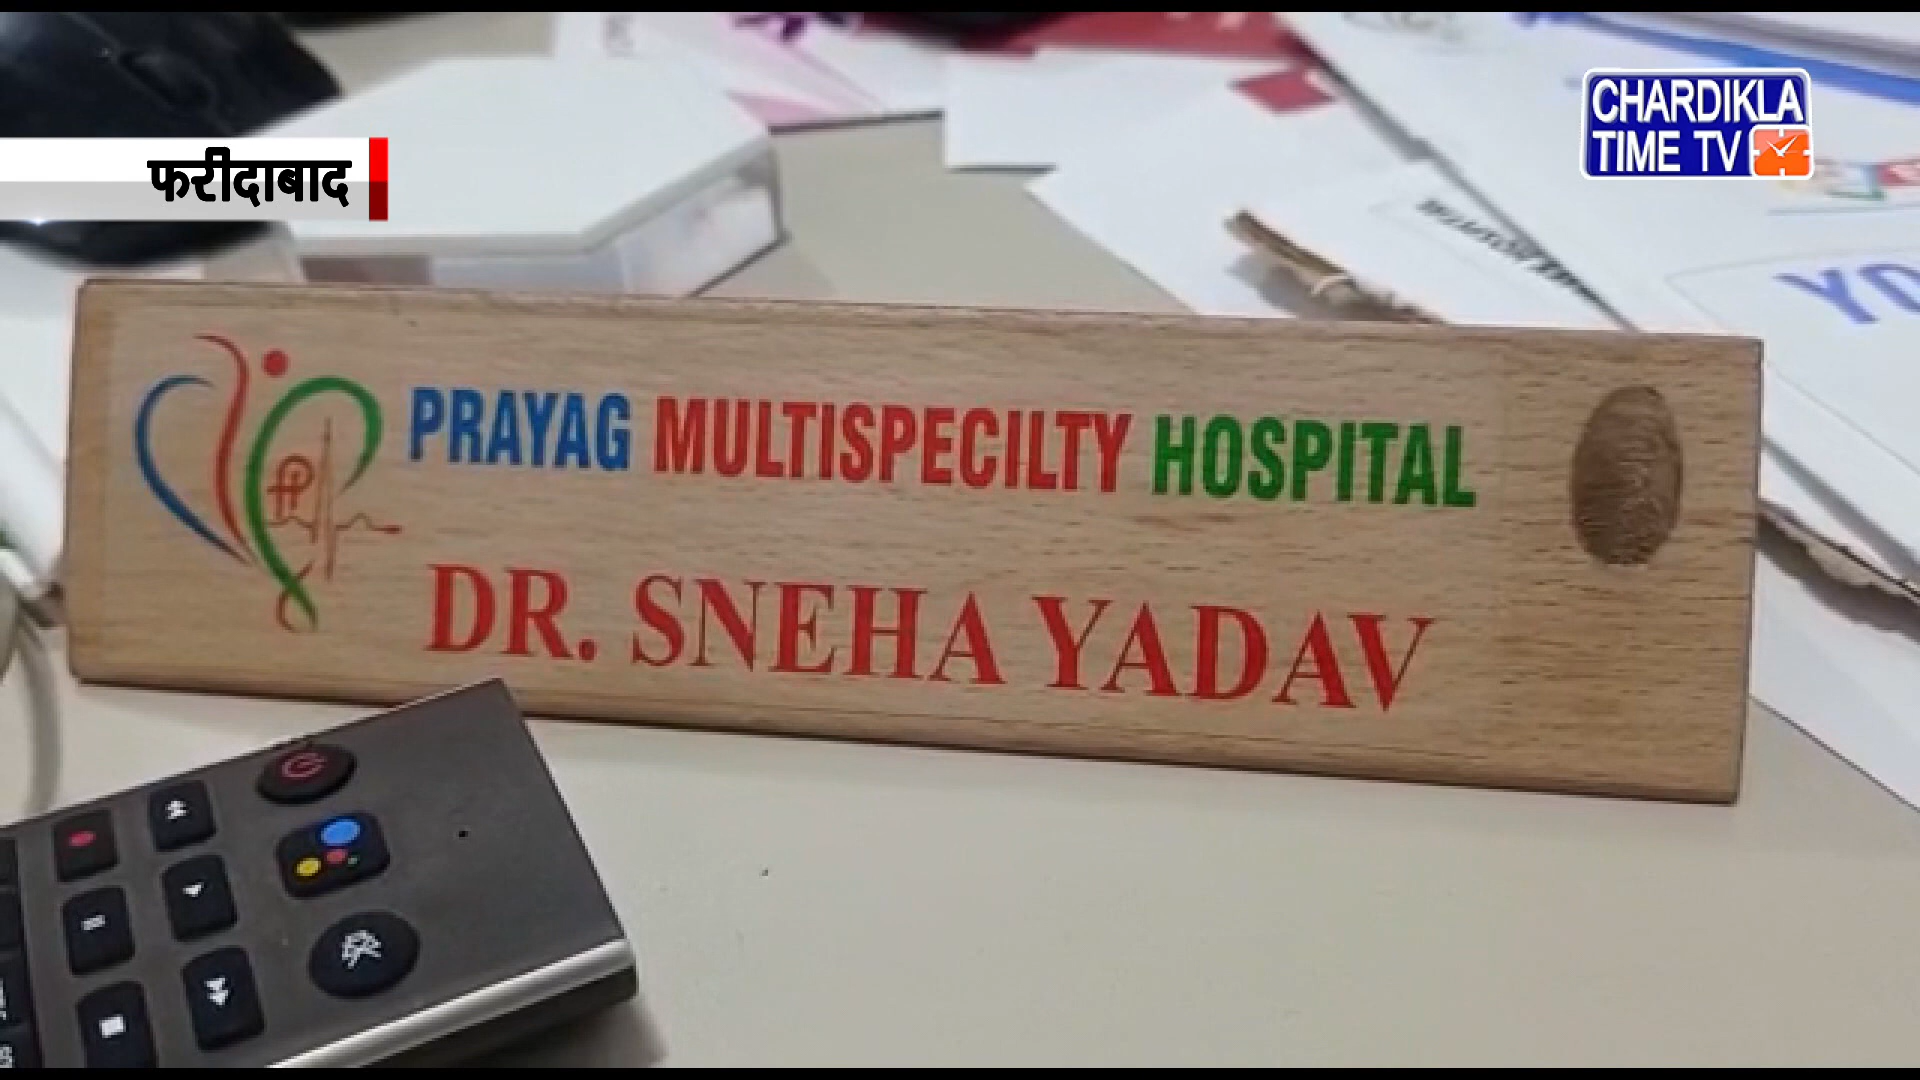 CHARDIKLA
TIME TV
फरीदाबाद
PRAYAG MULTISPECILTY HOSPITAL
DR. SNEHA YADAV